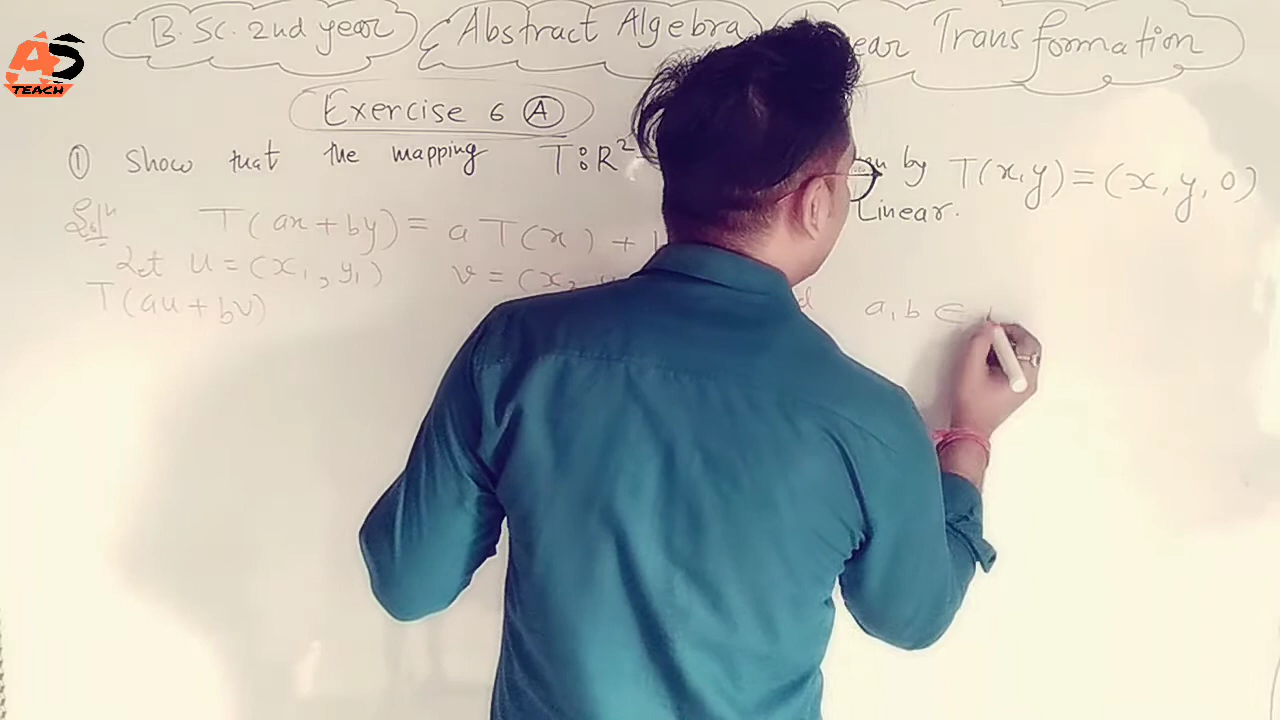 AS
TEACH
B.Sc. 2nd year Abstract Algebra Transformation
Exercise 6 (A)
① Show that the mapping T:R² by T(x,y)=(x,y,0)
Linear.
Solⁿ T(ax+by)= a T(x) +
Let u=(x₁,y₁) v=(x₂, a,b ∈
T(au+bv)